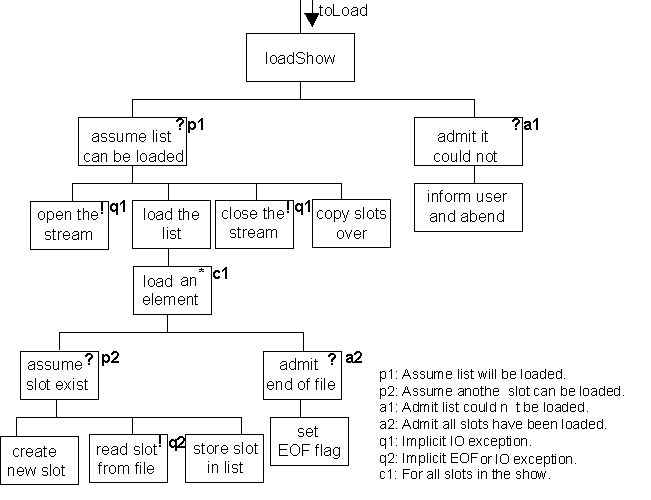 toLoad
loadShow
assume list
can be loaded
? p1
admit it
could not
? a1
open the
stream
! q1
load the
list
close the
stream
! q1
copy slots
over
inform user
and abend
load an
element
* c1
assume
slot exist
? p2
admit
end of file
? a2
create
new slot
read slot
from file
! q2
store slot
in list
set
EOF flag
p1: Assume list will be loaded.
p2: Assume anothe slot can be loaded.
a1: Admit list could n t be loaded.
a2: Admit all slots have been loaded.
q1: Implicit IO exception.
q2: Implicit EOF or IO exception.
c1: For all slots in the show.